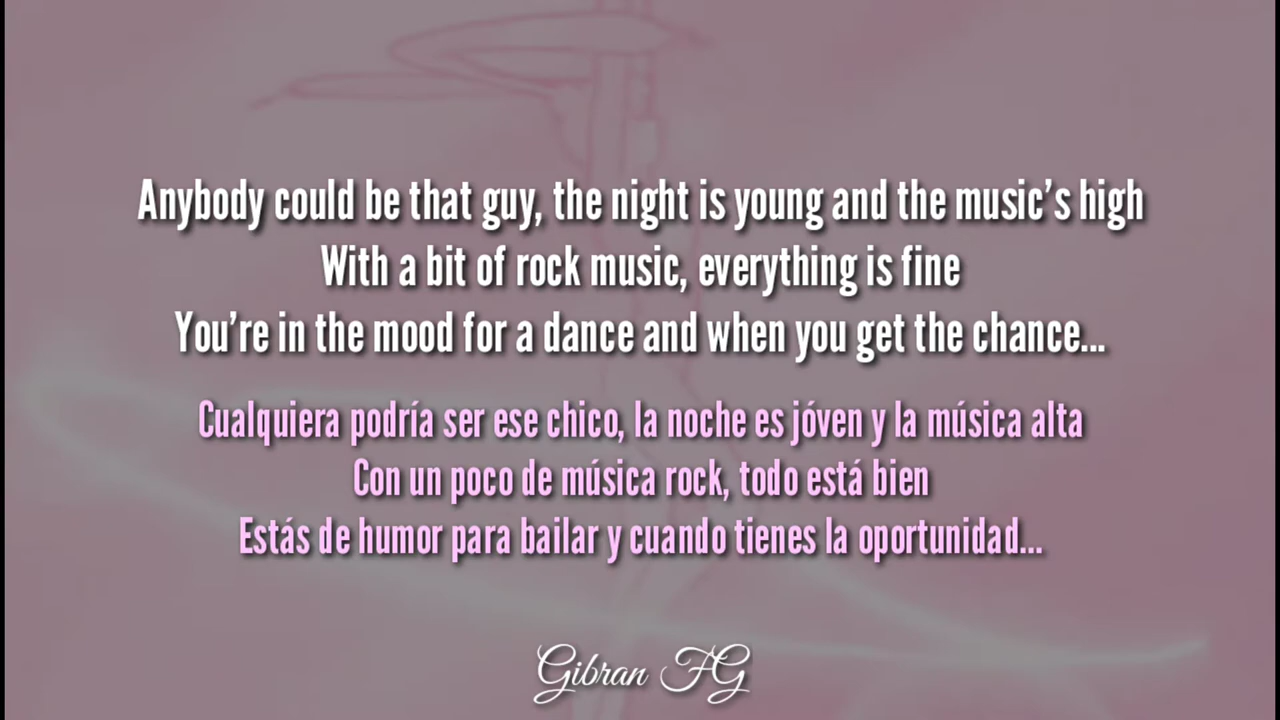 Anybody could be that guy, the night is young and the music’s high
With a bit of rock music, everything is fine
You’re in the mood for a dance and when you get the chance...
Cualquiera podría ser ese chico, la noche es jóven y la música alta
Con un poco de música rock, todo está bien
Estás de humor para bailar y cuando tienes la oportunidad...
Gibran FG